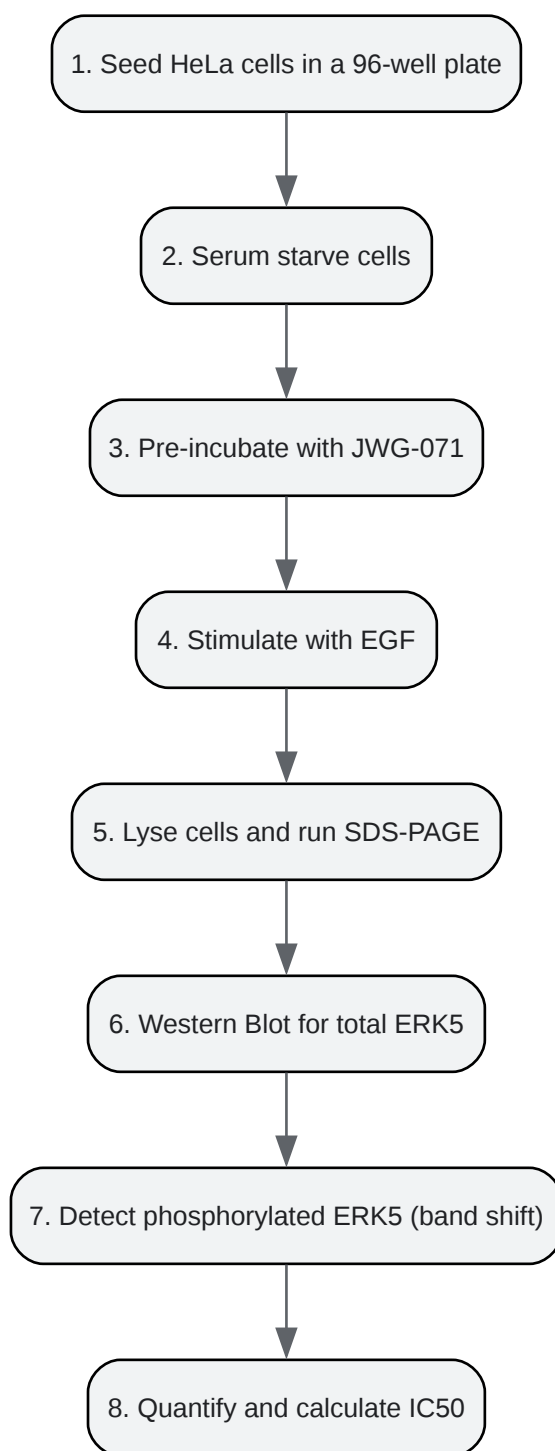 1. Seed HeLa cells in a 96-well plate
2. Serum starve cells
3. Pre-incubate with JWG-071
4. Stimulate with EGF
5. Lyse cells and run SDS-PAGE
6. Western Blot for total ERK5
7. Detect phosphorylated ERK5 (band shift)
8. Quantify and calculate IC50